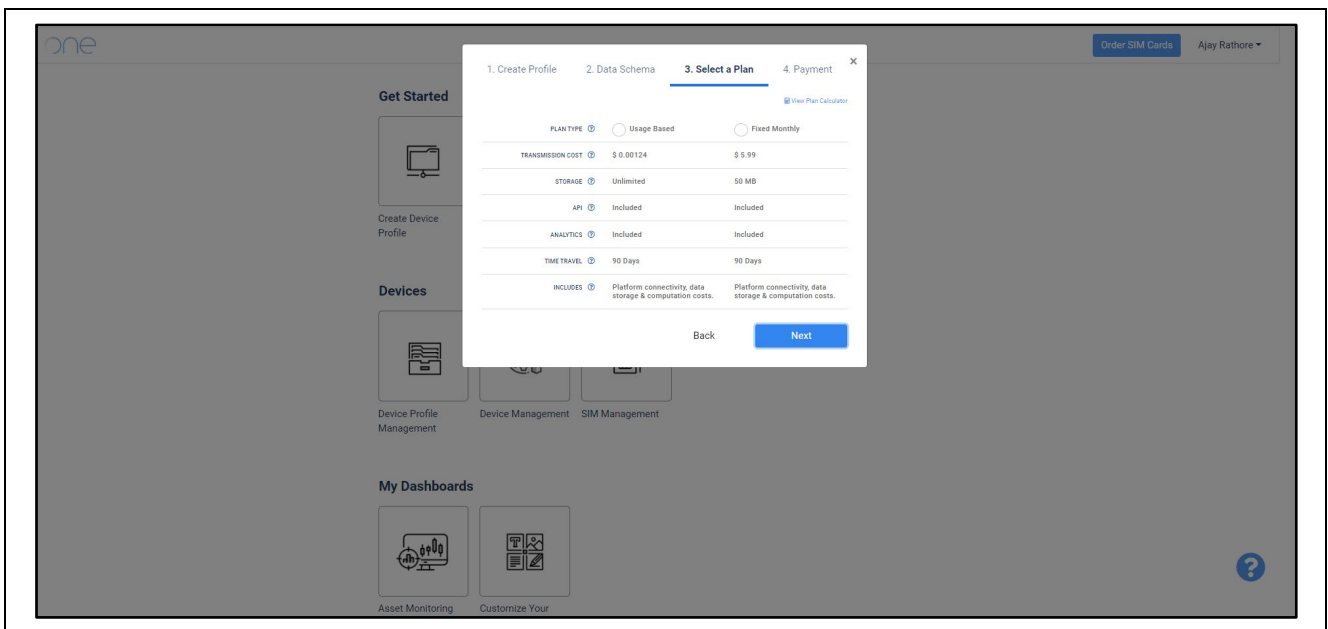 one
Order SIM Cards Ajay Rathore
1. Create Profile 2. Data Schema 3. Select a Plan 4. Payment ×
View Plan Calculator
PLAN TYPE ? Usage Based Fixed Monthly
TRANSMISSION COST ? $ 0.00124 $ 5.99
STORAGE ? Unlimited 50 MB
API ? Included Included
ANALYTICS ? Included Included
TIME TRAVEL ? 90 Days 90 Days
INCLUDES ? Platform connectivity, data Platform connectivity, data
storage & computation costs. storage & computation costs.
Back Next
Get Started
Create Device
Profile
Devices
Device Profile Device Management SIM Management
Management
My Dashboards
Asset Monitoring Customize Your
?